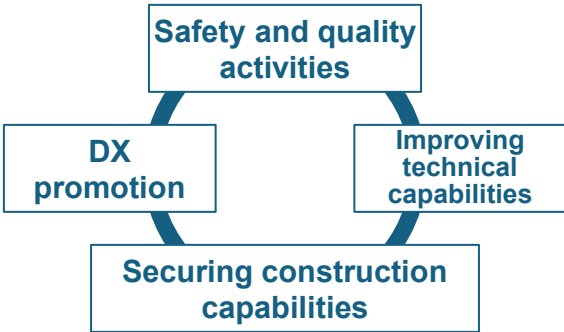 Safety and quality
activities
DX
promotion
Improving
technical
capabilities
Securing construction
capabilities